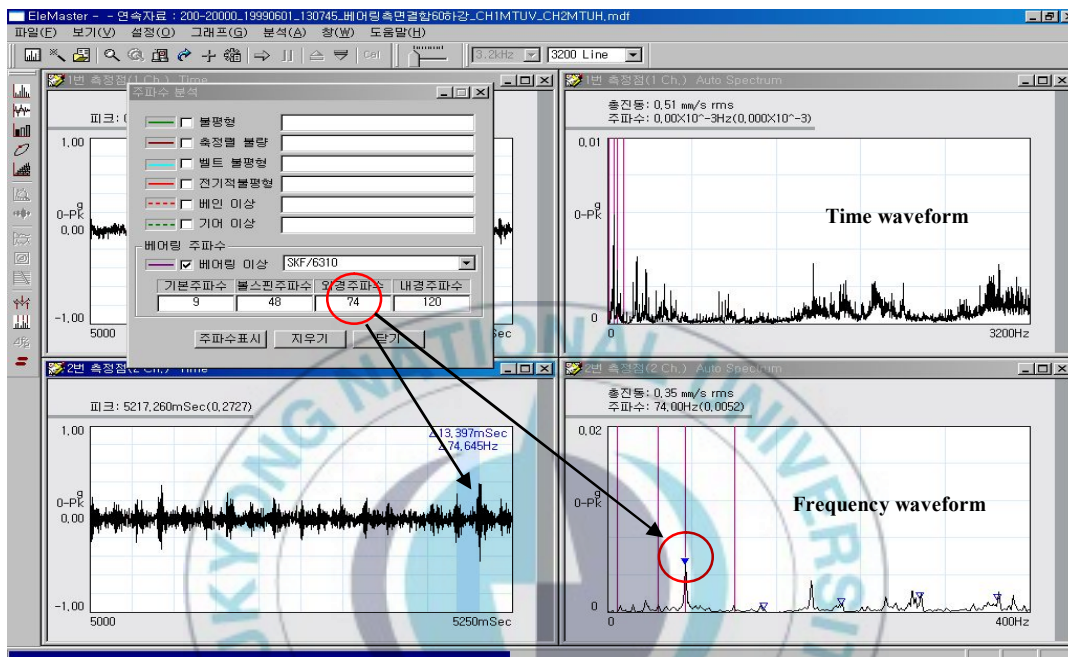 EleMaster - - 연속자료 : 200-20000_19990601_130745_베어링측면결함60하강_CH1MTUV_CH2MTUH.mdf
파일(F) 보기(V) 설정(O) 그래프(G) 분석(A) 창(W) 도움말(H)
Cal
3.2kHz
3200 Line
1번 측정점(1 Ch.) Time
피크:
1.00
g
0-Pk
0.00
-1.00
5000
Sec
주파수 분석
불평형
축정렬 불량
벨트 불평형
전기적불평형
베인 이상
기어 이상
베어링 주파수
베어링 이상
SKF/6310
기본주파수 볼스핀주파수 외경주파수 내경주파수
9 48 74 120
주파수표시 지우기 닫기
1번 측정점(1 Ch.) Auto Spectrum
총진동: 0.51 mm/s rms
주파수: 0.00X10^-3Hz(0.000X10^-3)
0.01
g
0-Pk
Time waveform
0
0
3200Hz
2번 측정점(2 Ch.) Time
피크: 5217.260mSec(0.2727)
1.00
△13.397mSec
△74.645Hz
g
0-Pk
0.00
-1.00
5000
5250mSec
2번 측정점(2 Ch.) Auto Spectrum
총진동: 0.35 mm/s rms
주파수: 74.00Hz(0.0052)
0.02
g
0-Pk
Frequency waveform
0
0
400Hz
UKYONG NATIONAL UNIVERSI